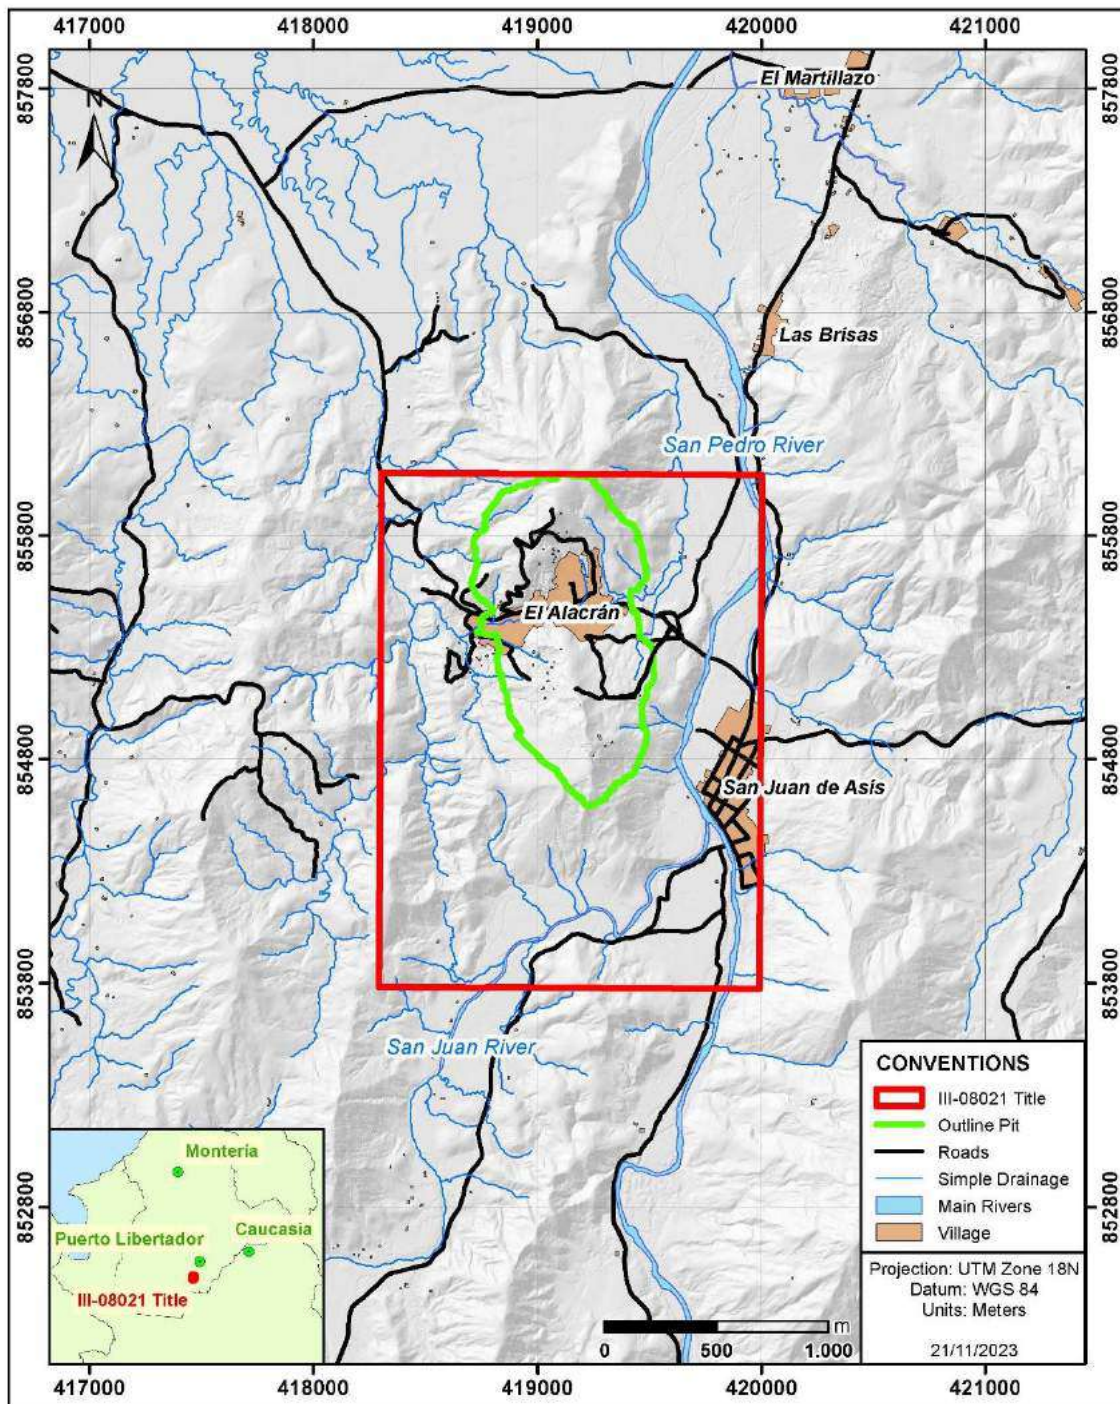 417000 418000 419000 420000 421000
857800 857800
N
El Martillazo
856800 856800
Las Brisas
San Pedro River
855800 855800
El Alacrán
854800 854800
San Juan de Asís
853800 853800
San Juan River
CONVENTIONS
III-08021 Title
Outline Pit
Roads
Simple Drainage
Main Rivers
Village
852800 852800
Montería
Puerto Libertador
Caucasia
III-08021 Title
Projection: UTM Zone 18N
Datum: WGS 84
Units: Meters
21/11/2023
m
0 500 1.000
417000 418000 419000 420000 421000